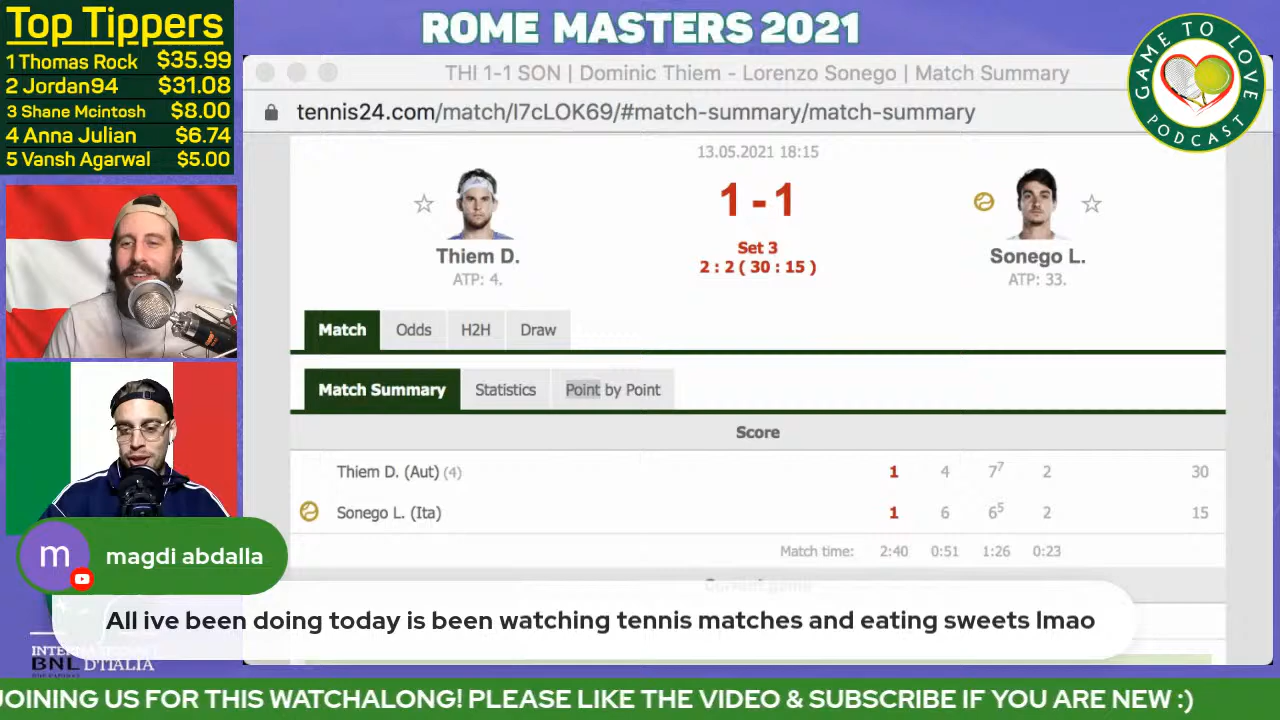 Top Tippers
1 Thomas Rock $35.99
2 Jordan94 $31.08
3 Shane Mcintosh $8.00
4 Anna Julian $6.74
5 Vansh Agarwal $5.00
ROME MASTERS 2021
GAME TO LOVE
PODCAST
THI 1-1 SON | Dominic Thiem - Lorenzo Sonego | Match Summary
tennis24.com/match/I7cLOK69/#match-summary/match-summary
13.05.2021 18:15
1 - 1
Set 3
2 : 2 ( 30 : 15 )
Thiem D.
ATP: 4.
Sonego L.
ATP: 33.
Match Odds H2H Draw
Match Summary Statistics Point by Point
Score
Thiem D. (Aut) (4) 1 4 7⁷ 2 30
Sonego L. (Ita) 1 6 6⁵ 2 15
Match time: 2:40 0:51 1:26 0:23
Current game
m magdi abdalla
All ive been doing today is been watching tennis matches and eating sweets lmao
BNL D'ITALIA
JOINING US FOR THIS WATCHALONG! PLEASE LIKE THE VIDEO & SUBSCRIBE IF YOU ARE NEW :)